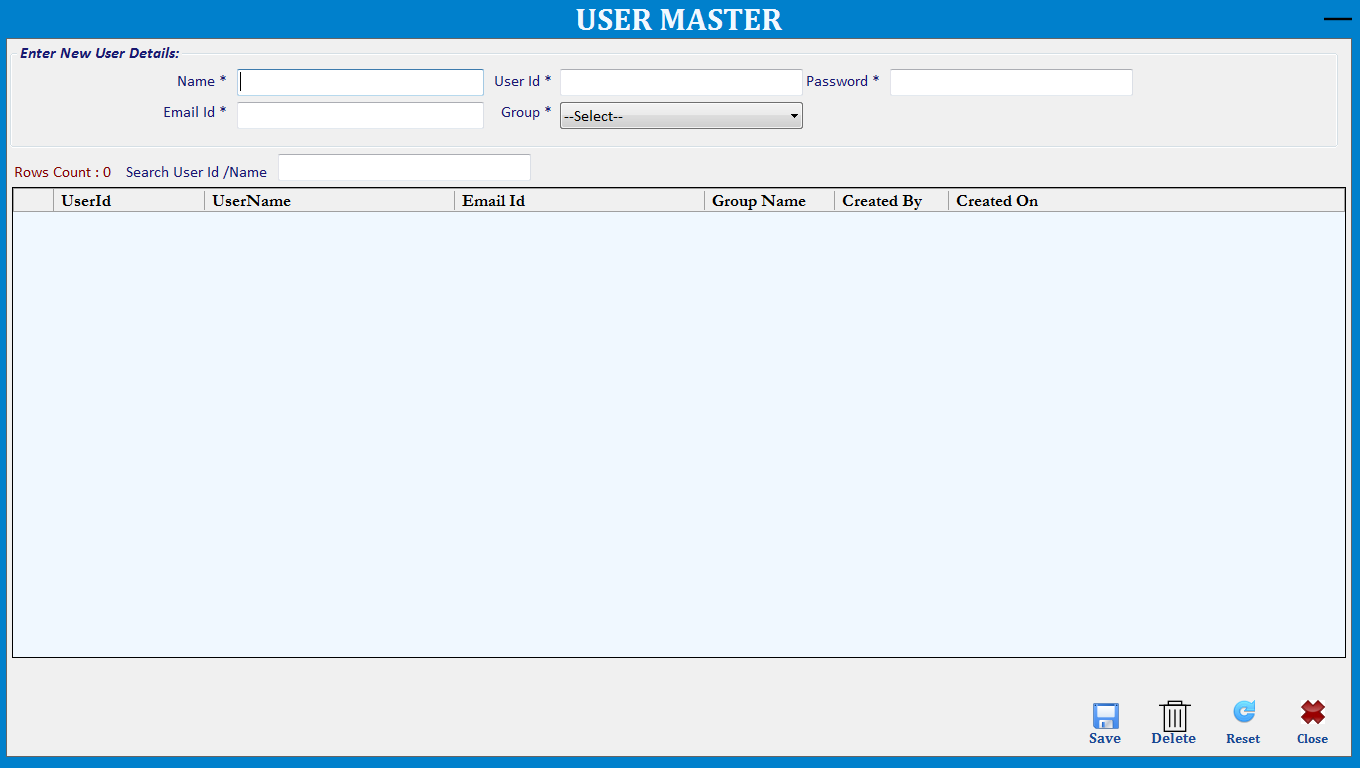 USER MASTER
Enter New User Details:
Name * User Id * Password *
Email Id * Group * --Select--
Rows Count : 0 Search User Id /Name
UserId UserName Email Id Group Name Created By Created On
Save Delete Reset Close